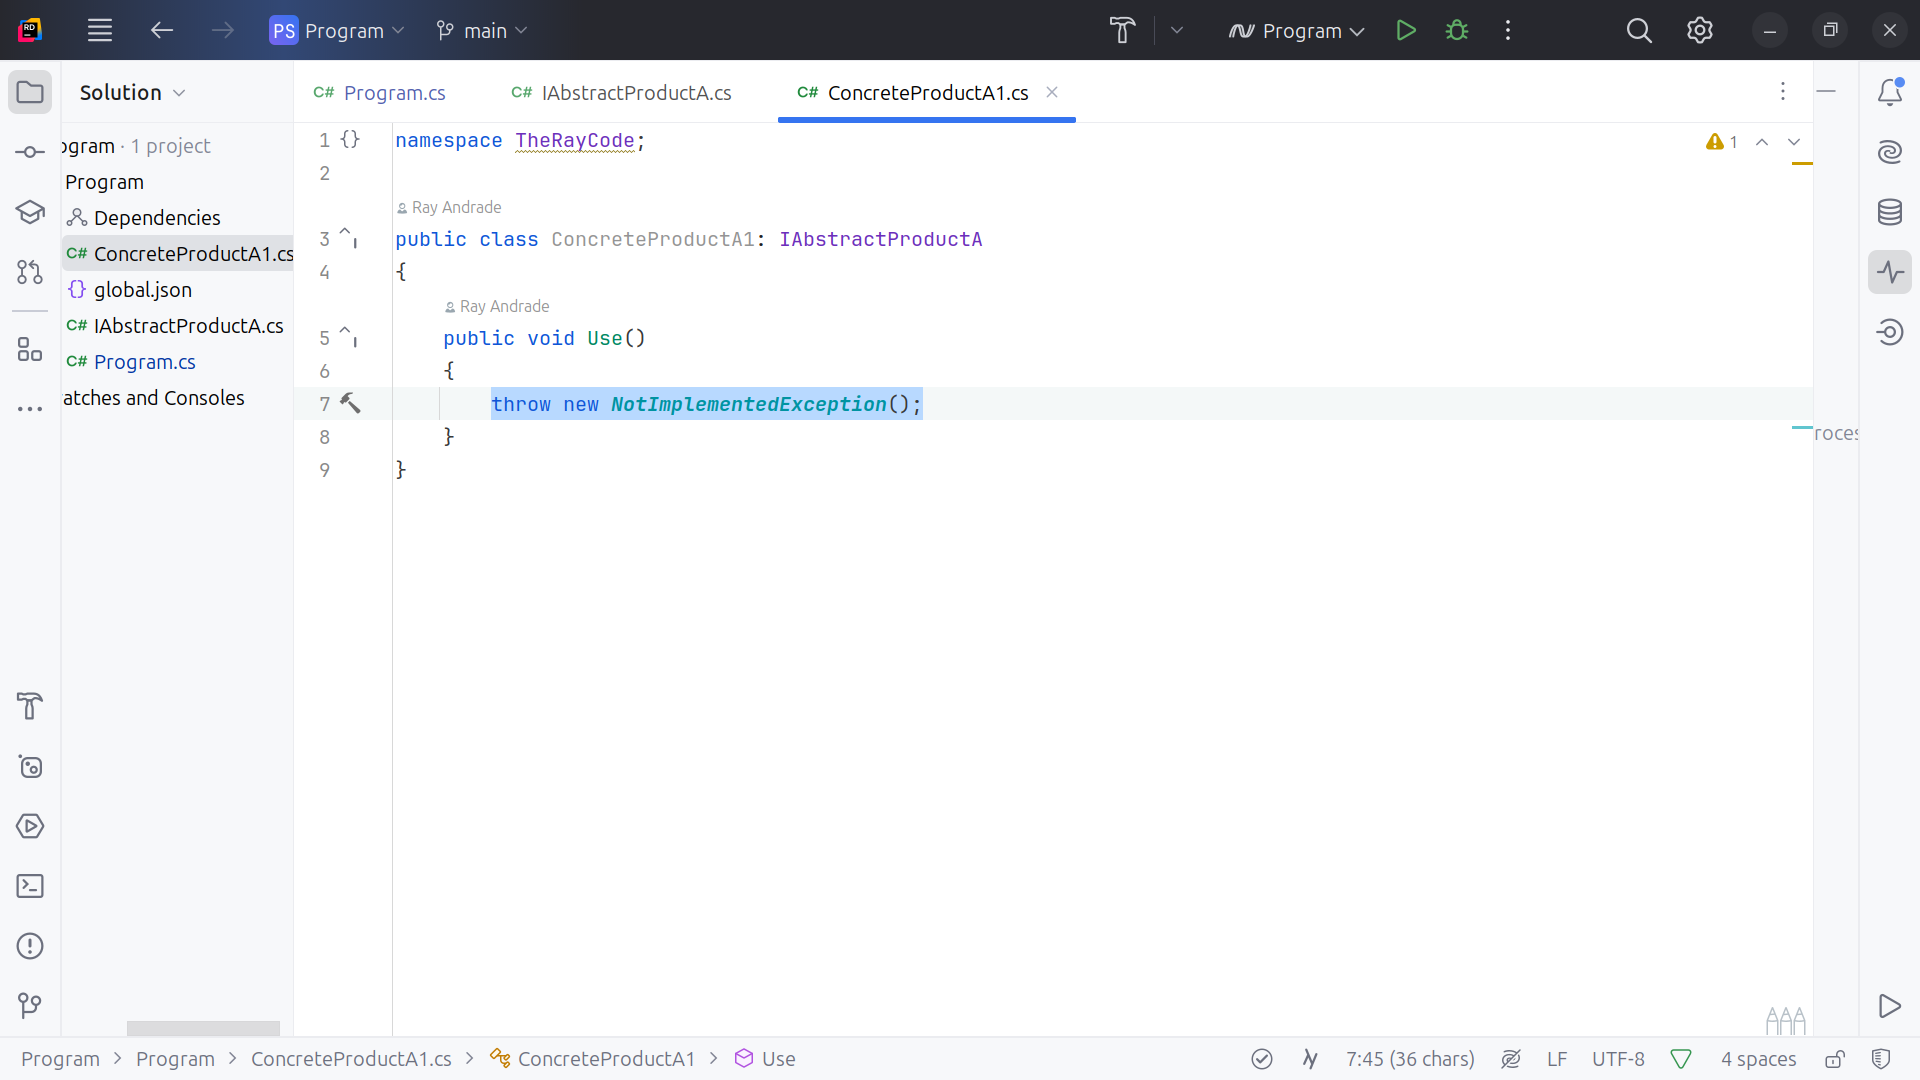 RD
PS Program
main
Program
Solution
C# Program.cs
C# IAbstractProductA.cs
C# ConcreteProductA1.cs
ogram · 1 project
Program
Dependencies
C# ConcreteProductA1.cs
{} global.json
C# IAbstractProductA.cs
C# Program.cs
atches and Consoles
1 {} namespace TheRayCode;
2
Ray Andrade
3 public class ConcreteProductA1: IAbstractProductA
4 {
Ray Andrade
5 public void Use()
6 {
7 throw new NotImplementedException();
8 }
9 }
1
roces
Program > Program > ConcreteProductA1.cs > ConcreteProductA1 > Use
7:45 (36 chars)
LF
UTF-8
4 spaces